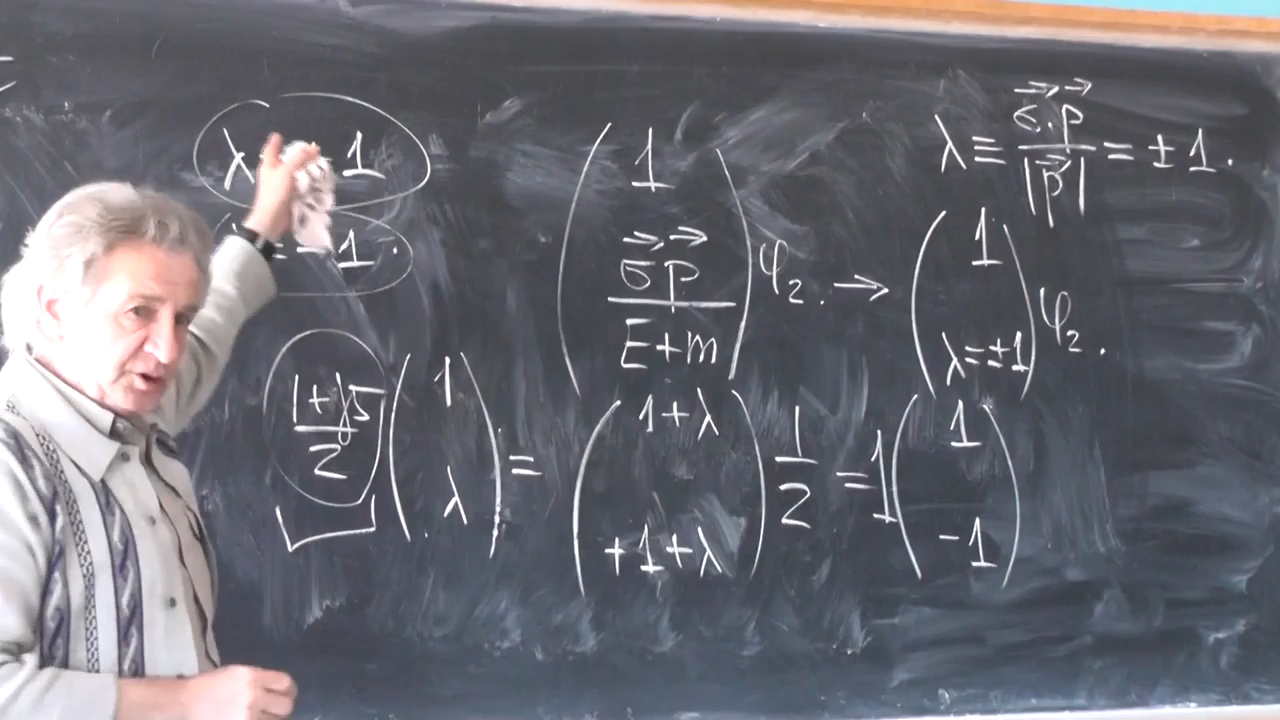 λ 1
= - 1 .
( 1 / σ⃗ p⃗ / E+m ) φ₂ . → ( 1 / λ=±1 ) φ₂ .
λ ≡ σ⃗ . p⃗ / |p⃗| = ± 1 .
1+γ5 / 2 ( 1 / λ ) = ( 1+λ / +1+λ ) 1/2 = 1 ( 1 / -1 )